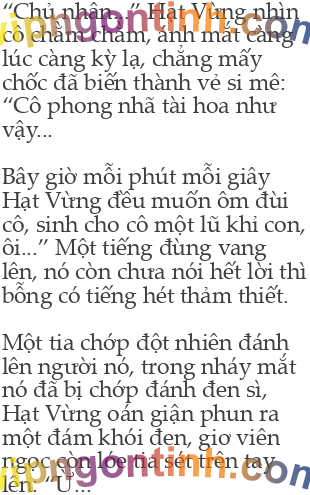 “Chủ nhân...” Hạt Vừng nhìn
cô chằm chằm, ánh mắt càng
lúc càng kỳ lạ, chẳng mấy
chốc đã biến thành vẻ si mê:
“Cô phong nhã tài hoa như
vậy...
Bây giờ mỗi phút mỗi giây
Hạt Vừng đều muốn ôm đùi
cô, sinh cho cô một lũ khỉ con,
ôi...” Một tiếng đùng vang
lên, nó còn chưa nói hết lời thì
bỗng có tiếng hét thảm thiết.
Một tia chớp đột nhiên đánh
lên người nó, trong nháy mắt
nó đã bị chớp đánh đen sì,
Hạt Vừng oán giận phun ra
một đám khói đen, giơ viên
ngọc còn lóe tia sét trên tay
lên: “Ủ...
vipngontinh.com
vipngontinh.com